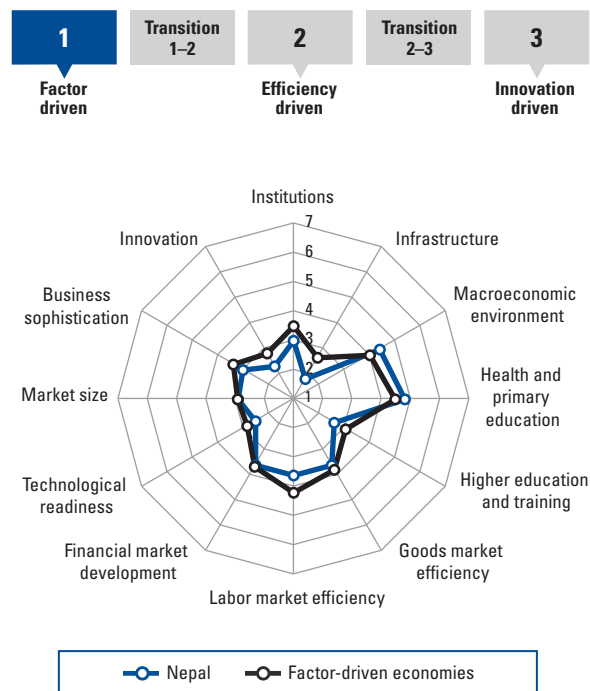 1
Transition
1–2
2
Transition
2–3
3
Factor
driven
Efficiency
driven
Innovation
driven
Institutions
7
Innovation
Infrastructure
6
5
Business
sophistication
Macroeconomic
environment
4
3
2
Market size
1
Health and
primary
education
Technological
readiness
Higher education
and training
Financial market
development
Goods market
efficiency
Labor market efficiency
Nepal
Factor-driven economies